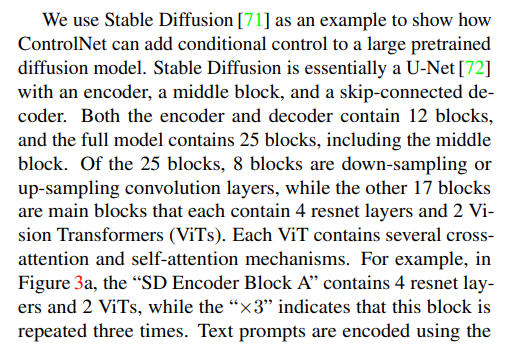 We use Stable Diffusion [71] as an example to show how
ControlNet can add conditional control to a large pretrained
diffusion model. Stable Diffusion is essentially a U-Net [72]
with an encoder, a middle block, and a skip-connected de-
coder. Both the encoder and decoder contain 12 blocks,
and the full model contains 25 blocks, including the middle
block. Of the 25 blocks, 8 blocks are down-sampling or
up-sampling convolution layers, while the other 17 blocks
are main blocks that each contain 4 resnet layers and 2 Vi-
sion Transformers (ViTs). Each ViT contains several cross-
attention and self-attention mechanisms. For example, in
Figure 3a, the “SD Encoder Block A” contains 4 resnet lay-
ers and 2 ViTs, while the “×3” indicates that this block is
repeated three times. Text prompts are encoded using the